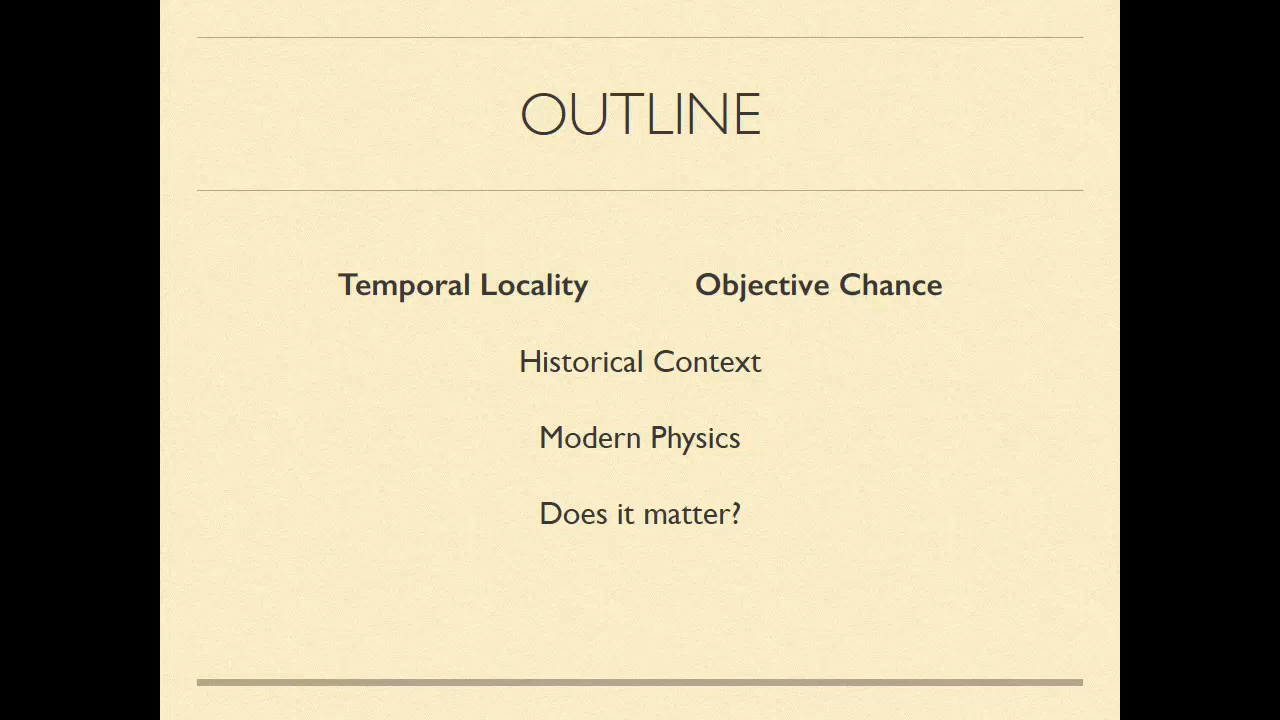 OUTLINE
Temporal Locality Objective Chance
Historical Context
Modern Physics
Does it matter?